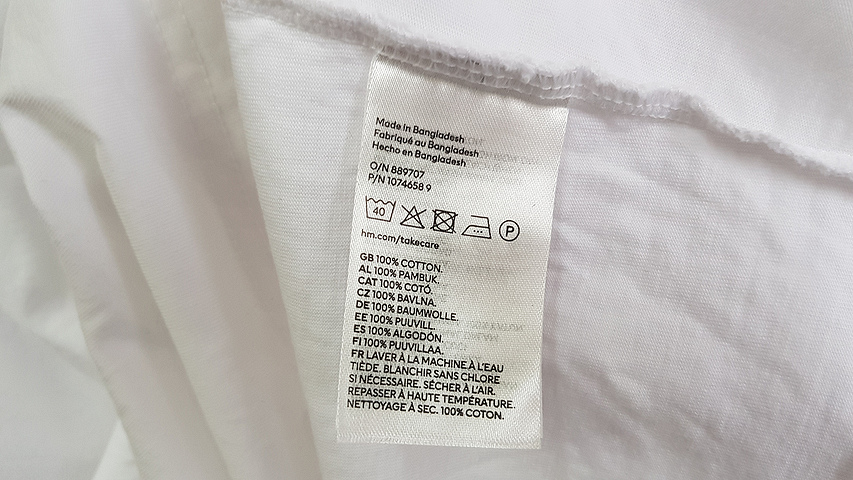 Made in Bangladesh
Fabriqué au Bangladesh
Hecho en Bangladesh
O/N 889707
P/N 1074658 9
40 P
hm.com/takecare
GB 100% COTTON.
AL 100% PAMBUK.
CAT 100% COTÓ.
CZ 100% BAVLNA.
DE 100% BAUMWOLLE.
EE 100% PUUVILL.
ES 100% ALGODÓN.
FI 100% PUUVILLAA.
FR LAVER À LA MACHINE À L'EAU
TIÈDE. BLANCHIR SANS CHLORE
SI NÉCESSAIRE. SÉCHER À L'AIR.
REPASSER À HAUTE TEMPÉRATURE.
NETTOYAGE À SEC. 100% COTON.